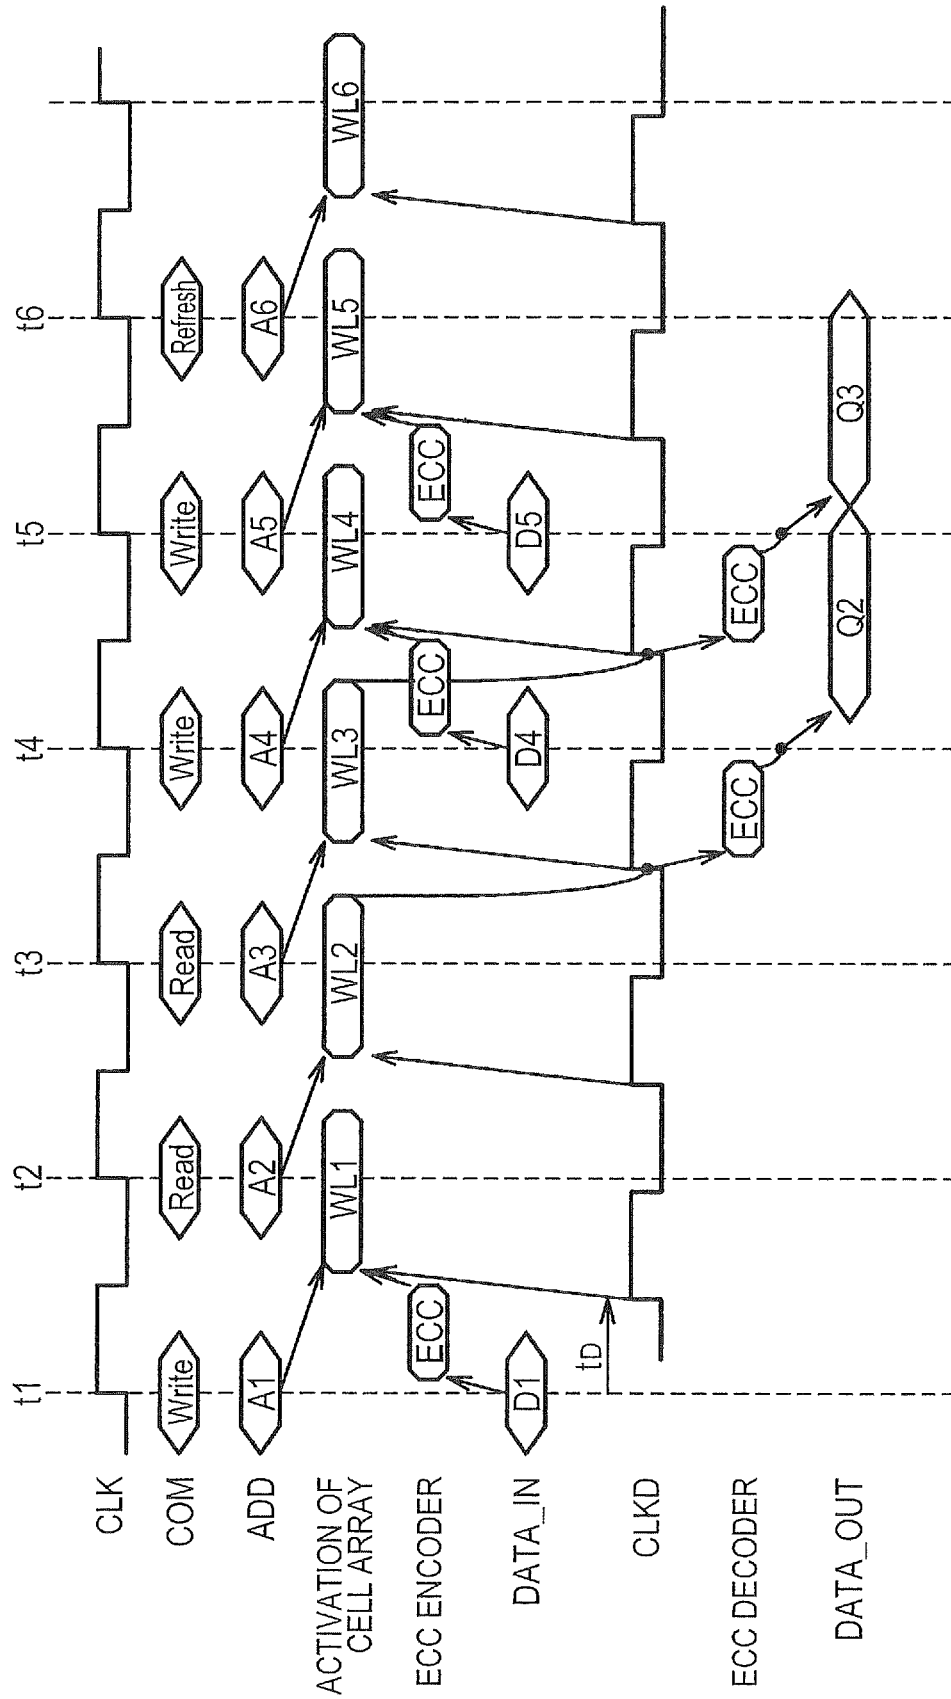 t1 t2 t3 t4 t5 t6
CLK
COM Write Read Read Write Write Refresh
ADD A1 A2 A3 A4 A5 A6
ACTIVATION OF
CELL ARRAY WL1 WL2 WL3 WL4 WL5 WL6
ECC ENCODER ECC ECC ECC
DATA_IN D1 D4 D5
tD
CLKD
ECC DECODER ECC ECC
DATA_OUT Q2 Q3